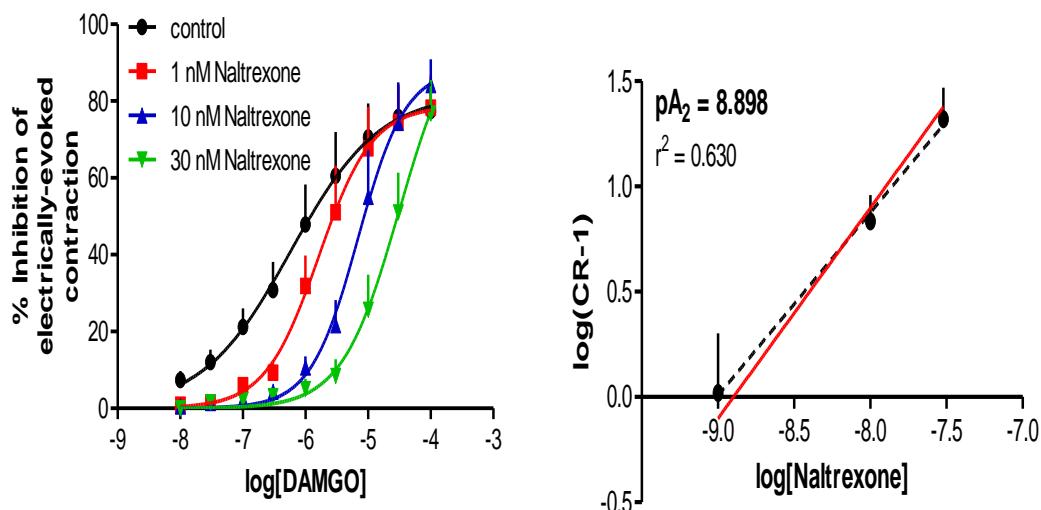 % Inhibition of
electrically-evoked
contraction
100
80
60
40
20
0
control
1 nM Naltrexone
10 nM Naltrexone
30 nM Naltrexone
-9
-8
-7
-6
-5
-4
-3
log[DAMGO]
log(CR-1)
1.5
1.0
0.5
0.0
-0.5
pA2 = 8.898
r2 = 0.630
-9.0
-8.5
-8.0
-7.5
-7.0
log[Naltrexone]